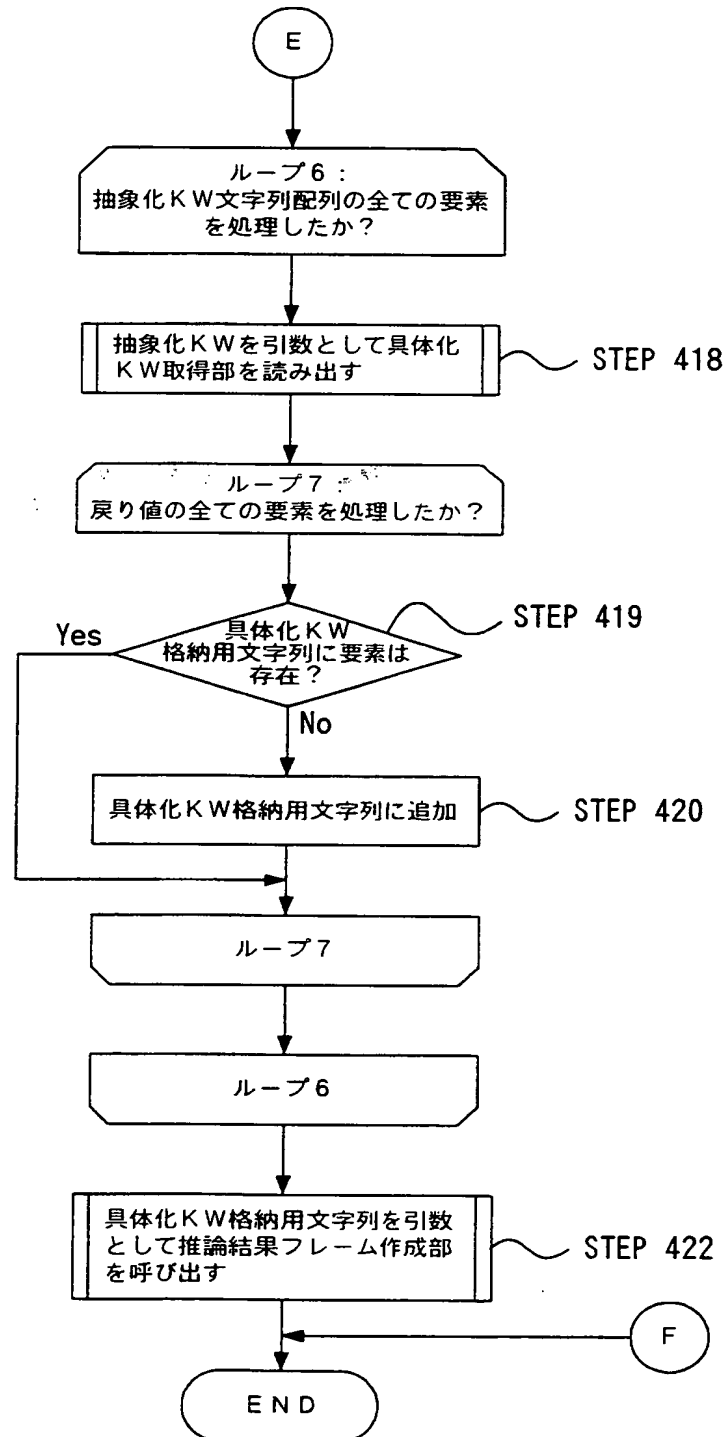 E
ループ6：
抽象化KW文字列配列の全ての要素
を処理したか？
抽象化KWを引数として具体化
KW取得部を読み出す
STEP 418
ループ7
戻り値の全ての要素を処理したか？
STEP 419
Yes
具体化KW
格納用文字列に要素は
存在？
No
具体化KW格納用文字列に追加
STEP 420
ループ7
ループ6
具体化KW格納用文字列を引数
として推論結果フレーム作成部
を呼び出す
STEP 422
F
END